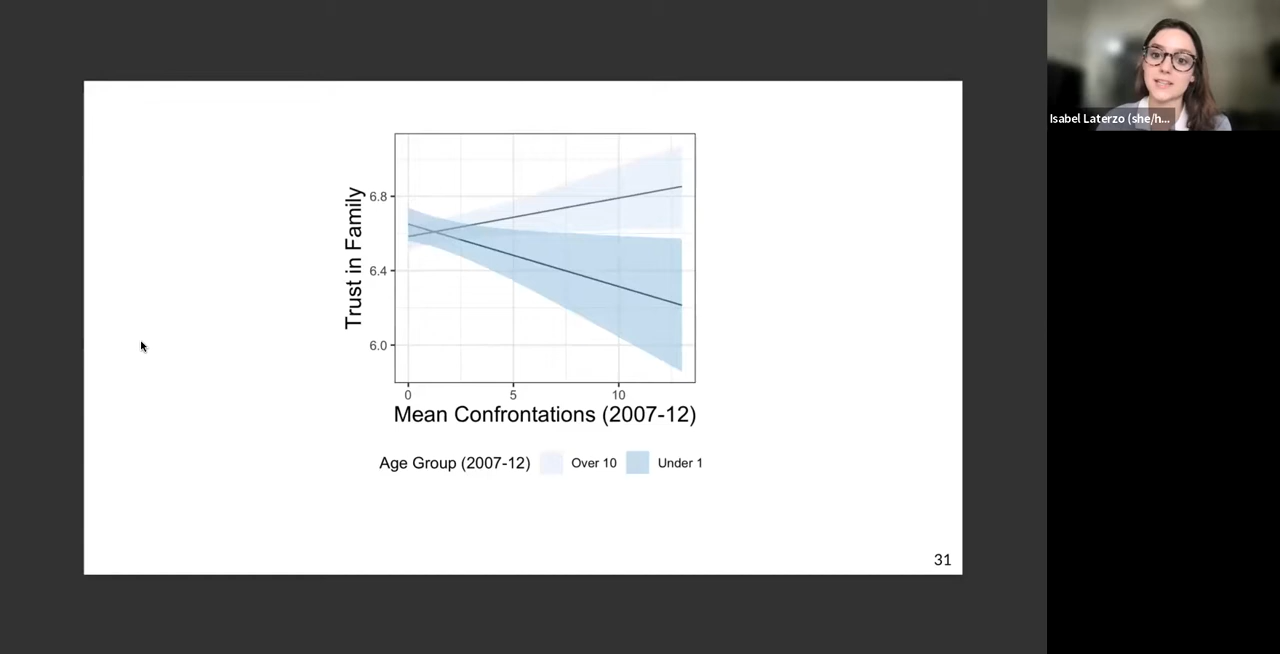 Isabel Laterzo (she/h...
Trust in Family
6.8
6.4
6.0
0 5 10
Mean Confrontations (2007-12)
Age Group (2007-12) Over 10 Under 1
31